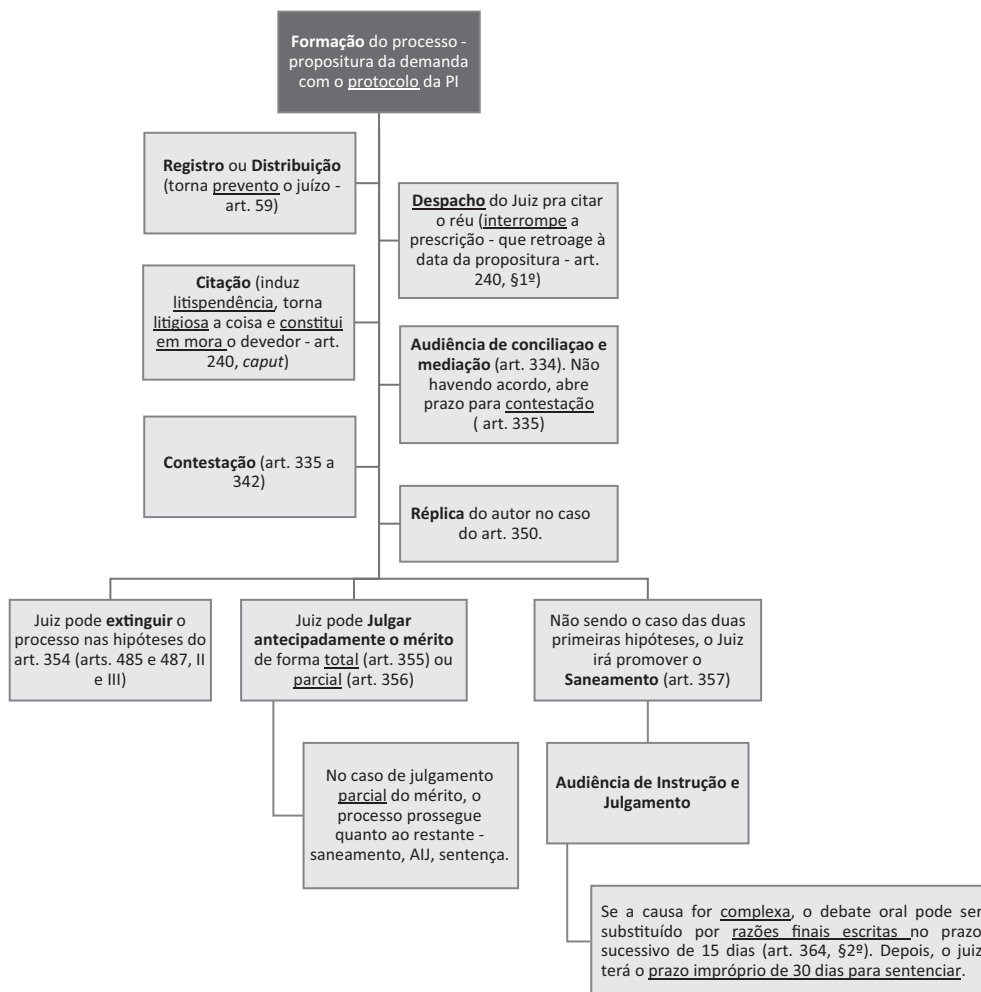 Formação do processo -
propositura da demanda
com o protocolo da PI
Registro ou Distribuição
(torna prevento o juízo -
art. 59)
Despacho do Juiz pra citar
o réu (interrompe a
prescrição - que retroage à
data da propositura - art.
240, §1º)
Citação (induz
litispendência, torna
litigiosa a coisa e constitui
em mora o devedor - art.
240, caput)
Audiência de conciliaçao e
mediação (art. 334). Não
havendo acordo, abre
prazo para contestação
( art. 335)
Contestação (art. 335 a
342)
Réplica do autor no caso
do art. 350.
Juiz pode extinguir o
processo nas hipóteses do
art. 354 (arts. 485 e 487, II
e III)
Juiz pode Julgar
antecipadamente o mérito
de forma total (art. 355) ou
parcial (art. 356)
Não sendo o caso das duas
primeiras hipóteses, o Juiz
irá promover o
Saneamento (art. 357)
No caso de julgamento
parcial do mérito, o
processo prossegue
quanto ao restante -
saneamento, AIJ, sentença.
Audiência de Instrução e
Julgamento
Se a causa for complexa, o debate oral pode ser
substituído por razões finais escritas no prazo
sucessivo de 15 dias (art. 364, §2º). Depois, o juiz
terá o prazo impróprio de 30 dias para sentenciar.